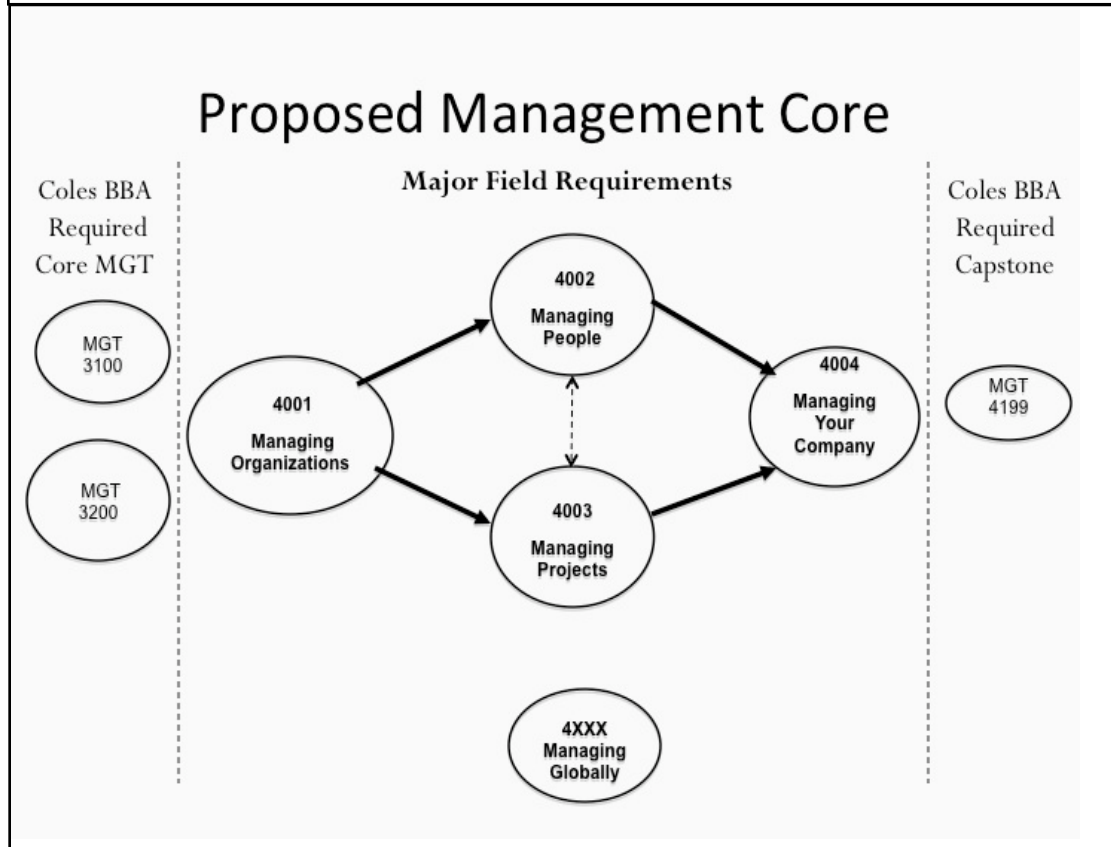 Proposed Management Core
Coles BBA
Required
Core MGT
MGT
3100
MGT
3200
Major Field Requirements
4001
Managing
Organizations
4002
Managing
People
4003
Managing
Projects
4004
Managing
Your
Company
4XXX
Managing
Globally
Coles BBA
Required
Capstone
MGT
4199